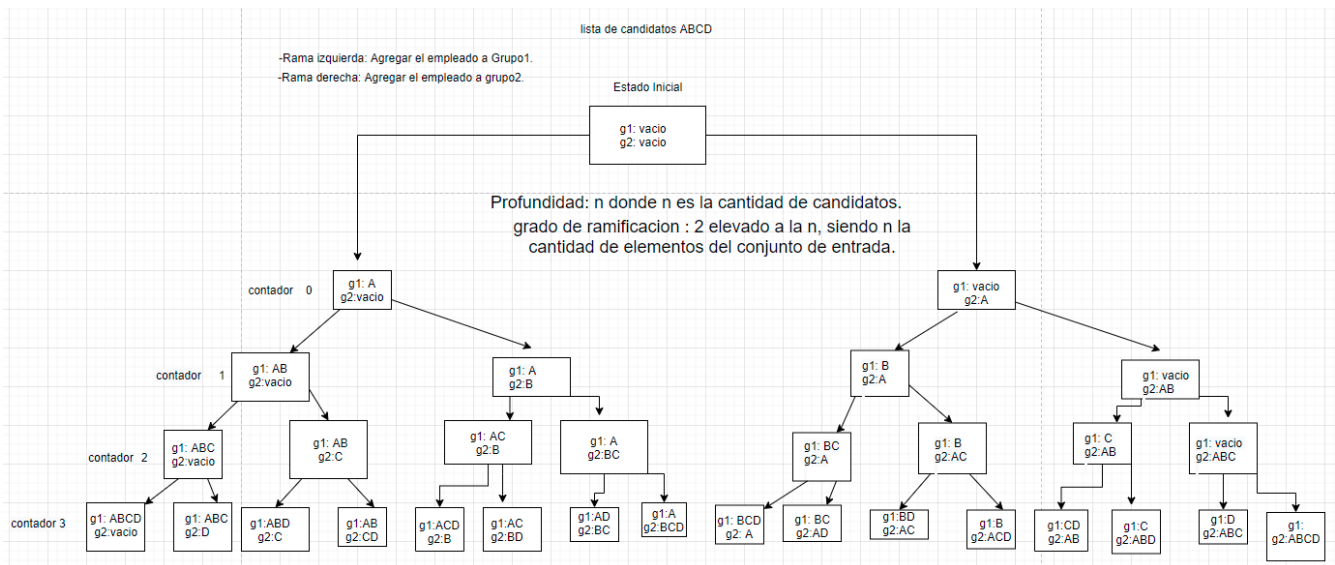 lista de candidatos ABCD
-Rama izquierda: Agregar el empleado a Grupo1.
-Rama derecha: Agregar el empleado a grupo2.
Estado Inicial
g1: vacio
g2: vacio
Profundidad: n donde n es la cantidad de candidatos.
grado de ramificacion : 2 elevado a la n, siendo n la
cantidad de elementos del conjunto de entrada.
contador 0
g1: A
g2:vacio
g1: vacio
g2:A
contador 1
g1: AB
g2:vacio
g1: A
g2:B
g1: B
g2:A
g1: vacio
g2:AB
contador 2
g1: ABC
g2:vacio
g1: AB
g2:C
g1: AC
g2:B
g1: A
g2:BC
g1: BC
g2:A
g1: B
g2:AC
g1: C
g2:AB
g1: vacio
g2:ABC
contador 3
g1: ABCD
g2:vacio
g1: ABC
g2:D
g1:ABD
g2:C
g1:AB
g2:CD
g1:ACD
g2:B
g1:AC
g2:BD
g1:AD
g2:BC
g1:A
g2:BCD
g1: BCD
g2: A
g1: BC
g2:AD
g1:BD
g2:AC
g1:B
g2:ACD
g1:CD
g2:AB
g1:C
g2:ABD
g1:D
g2:ABC
g1:
g2:ABCD